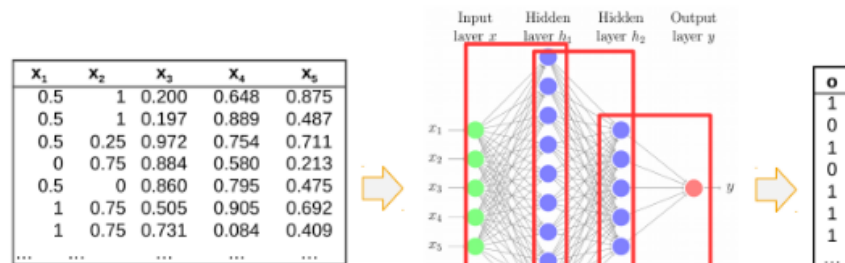 Input Hidden Hidden Output
layer x layer h₁ layer h₂ layer y
x₁ x₂ x₃ x₄ x₅
0.5 1 0.200 0.648 0.875
0.5 1 0.197 0.889 0.487
0.5 0.25 0.972 0.754 0.711
0 0.75 0.884 0.580 0.213
0.5 0 0.860 0.795 0.475
1 0.75 0.505 0.905 0.692
1 0.75 0.731 0.084 0.409
... ... ... ... ...
x₁
x₂
x₃
x₄
x₅
y
o
1
0
1
0
1
1
1
...